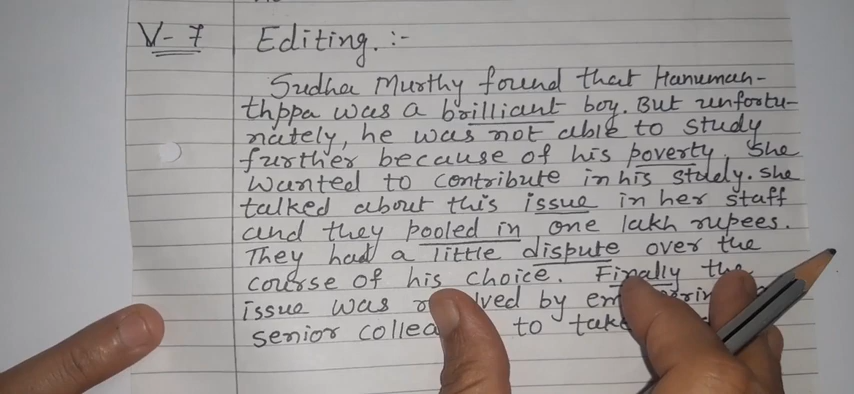 V-7 Editing. :-
Sudha Murthy found that Hanuman-
thppa was a brilliant boy. But unfortu-
nately, he was not able to study
further because of his poverty. She
wanted to contribute in his study. she
talked about this issue in her staff
and they pooled in one lakh rupees.
They had a little dispute over the
course of his choice. Finally the
issue was by
senior to take